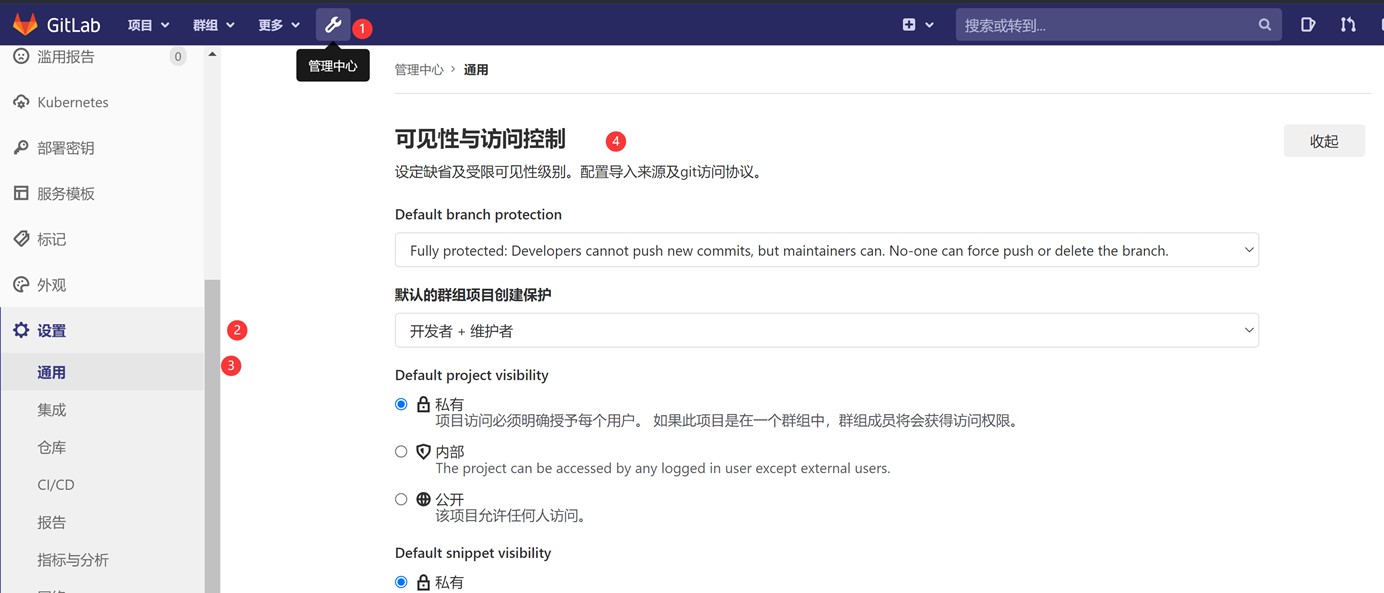 GitLab 项目 群组 更多 1 搜索或转到...
管理中心
滥用报告 0
Kubernetes
部署密钥
服务模板
标记
外观
设置 2
通用 3
集成
仓库
CI/CD
报告
指标与分析
管理中心 > 通用
可见性与访问控制 4
收起
设定缺省及受限可见性级别。配置导入来源及git访问协议。
Default branch protection
Fully protected: Developers cannot push new commits, but maintainers can. No-one can force push or delete the branch.
默认的群组项目创建保护
开发者 + 维护者
Default project visibility
私有
项目访问必须明确授予每个用户。 如果此项目是在一个群组中，群组成员将会获得访问权限。
内部
The project can be accessed by any logged in user except external users.
公开
该项目允许任何人访问。
Default snippet visibility
私有